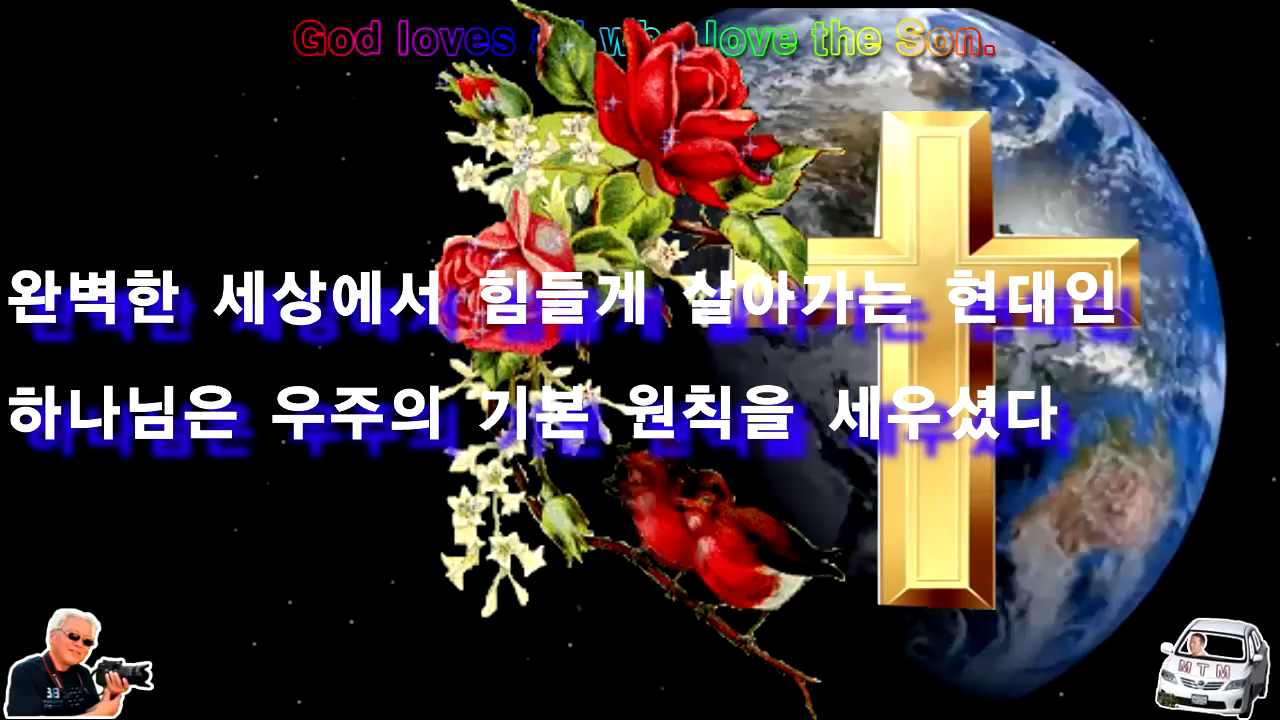 God loves all who love the Son.
완벽한 세상에서 힘들게 살아가는 현대인
하나님은 우주의 기본 원칙을 세우셨다
M T M